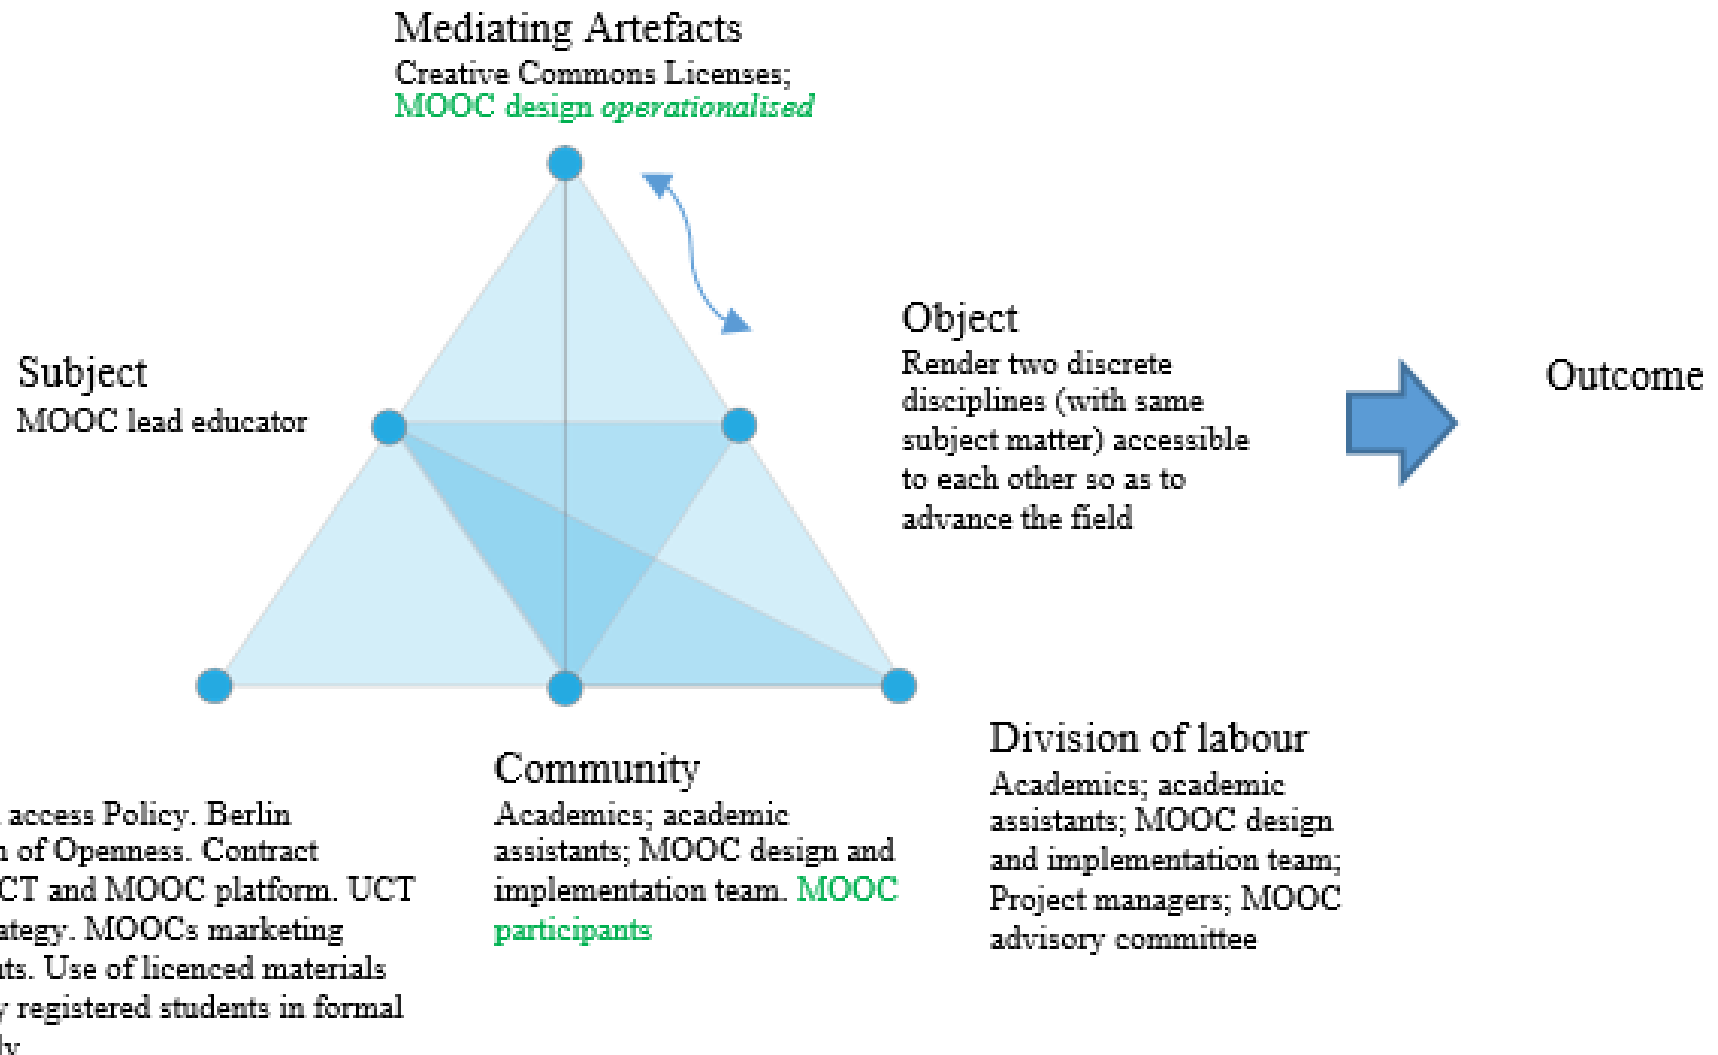 Mediating Artefacts
Creative Commons Licenses;
MOOC design operationalised
Subject
MOOC lead educator
Object
Render two discrete
disciplines (with same
subject matter) accessible
to each other so as to
advance the field
Outcome
access Policy. Berlin
of Openness. Contract
and MOOC platform. UCT
MOOCs marketing
Use of licenced materials
registered students in formal
Community
Academics; academic
assistants; MOOC design and
implementation team. MOOC
participants
Division of labour
Academics; academic
assistants; MOOC design
and implementation team;
Project managers; MOOC
advisory committee